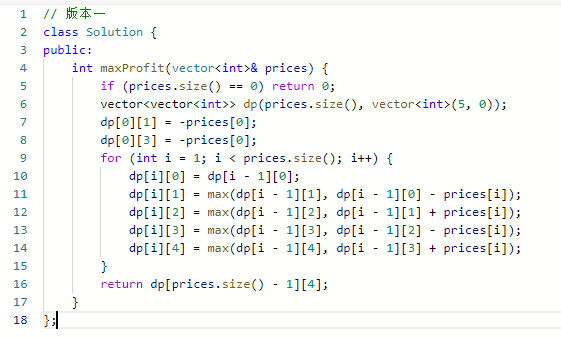 1 // 版本一
2 class Solution {
3 public:
4     int maxProfit(vector<int>& prices) {
5         if (prices.size() == 0) return 0;
6         vector<vector<int>> dp(prices.size(), vector<int>(5, 0));
7         dp[0][1] = -prices[0];
8         dp[0][3] = -prices[0];
9         for (int i = 1; i < prices.size(); i++) {
10             dp[i][0] = dp[i - 1][0];
11             dp[i][1] = max(dp[i - 1][1], dp[i - 1][0] - prices[i]);
12             dp[i][2] = max(dp[i - 1][2], dp[i - 1][1] + prices[i]);
13             dp[i][3] = max(dp[i - 1][3], dp[i - 1][2] - prices[i]);
14             dp[i][4] = max(dp[i - 1][4], dp[i - 1][3] + prices[i]);
15         }
16         return dp[prices.size() - 1][4];
17     }
18 };